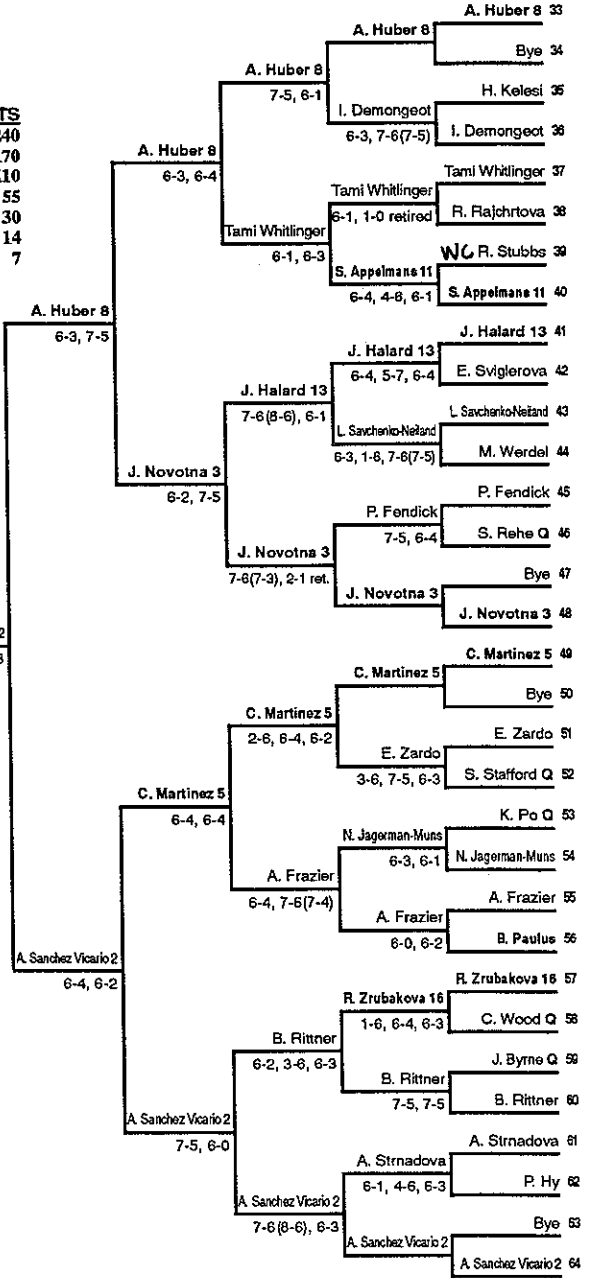 TS
40
70
10
55
30
14
7
2
A. Huber 8
6-3, 7-5
A. Sanchez Vicario 2
6-4, 6-2
A. Huber 8
6-3, 6-4
J. Novotna 3
6-2, 7-5
C. Martinez 5
6-4, 6-4
A. Sanchez Vicario 2
7-5, 6-0
A. Huber 8
7-5, 6-1
Tami Whitlinger
6-1, 6-3
J. Halard 13
7-6(8-6), 6-1
J. Novotna 3
7-6(7-3), 2-1 ret.
C. Martinez 5
2-6, 6-4, 6-2
A. Frazier
6-4, 7-6(7-4)
B. Rittner
6-2, 3-6, 6-3
A. Sanchez Vicario 2
7-6(8-6), 6-3
A. Huber 8
I. Demongeot
6-3, 7-6(7-5)
Tami Whitlinger
6-1, 1-0 retired
S. Appelmans 11
6-4, 4-6, 6-1
J. Halard 13
6-4, 5-7, 6-4
L. Savchenko-Neiland
6-3, 1-6, 7-6(7-5)
P. Fendick
7-5, 6-4
J. Novotna 3
C. Martinez 5
E. Zardo
3-6, 7-5, 6-3
N. Jagerman-Muns
6-3, 6-1
A. Frazier
6-0, 6-2
R. Zrubakova 16
1-6, 6-4, 6-3
B. Rittner
7-5, 7-5
A. Strnadova
6-1, 4-6, 6-3
A. Sanchez Vicario 2
A. Huber 8 33
Bye 34
H. Kelesi 35
I. Demongeot 36
Tami Whitlinger 37
R. Rajchrtova 38
WC R. Stubbs 39
S. Appelmans 11 40
J. Halard 13 41
E. Sviglerova 42
L. Savchenko-Neiland 43
M. Werdel 44
P. Fendick 45
S. Rehe Q 46
Bye 47
J. Novotna 3 48
C. Martinez 5 49
Bye 50
E. Zardo 51
S. Stafford Q 52
K. Po Q 53
N. Jagerman-Muns 54
A. Frazier 55
B. Paulus 56
R. Zrubakova 16 57
C. Wood Q 58
J. Byrne Q 59
B. Rittner 60
A. Strnadova 61
P. Hy 62
Bye 63
A. Sanchez Vicario 2 64